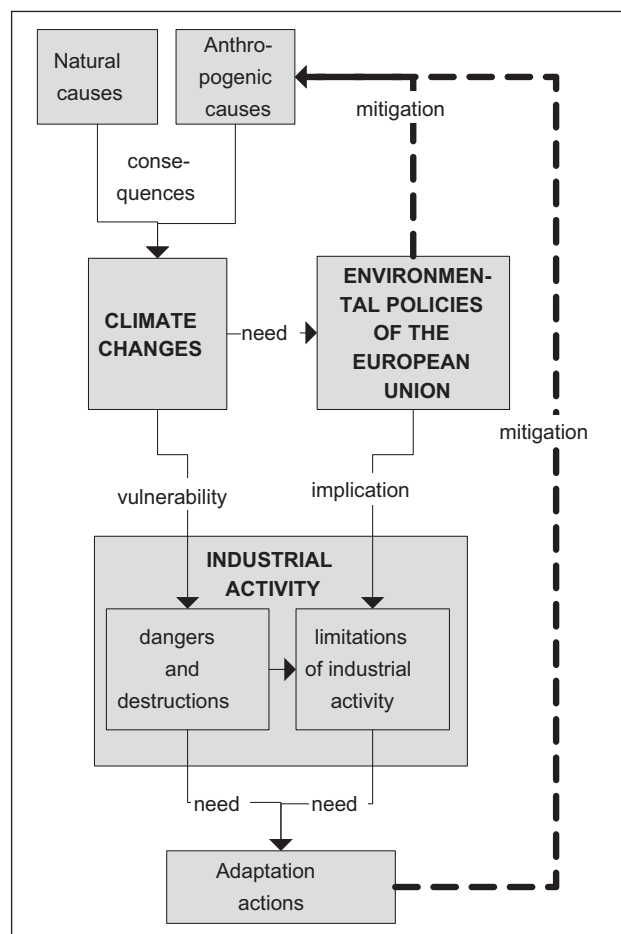 Natural
causes
Anthro-
pogenic
causes
mitigation
conse-
quences
CLIMATE
CHANGES
need
ENVIRONMEN-
TAL POLICIES
OF THE
EUROPEAN
UNION
mitigation
vulnerability
implication
INDUSTRIAL
ACTIVITY
dangers
and
destructions
limitations
of industrial
activity
need
need
Adaptation
actions